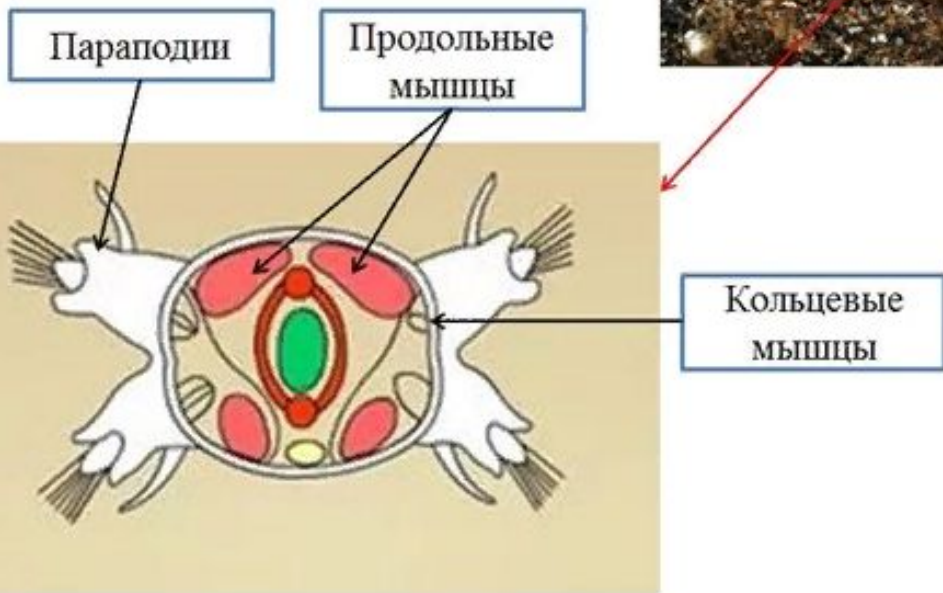 Параподии
Продольные
мышцы
Кольцевые
мышцы